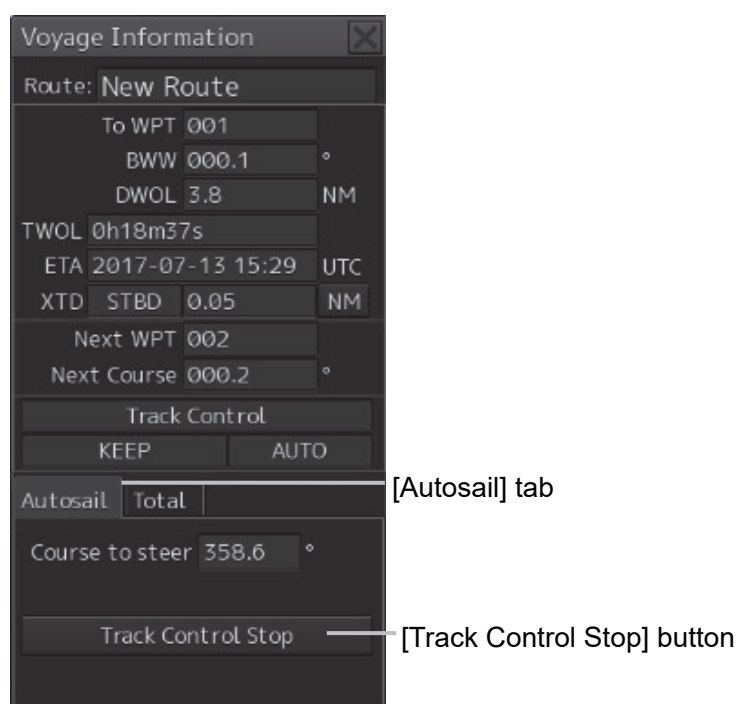 Voyage Information
Route: New Route
To WPT 001
BWW 000.1 °
DWOL 3.8 NM
TWOL 0h18m37s
ETA 2017-07-13 15:29 UTC
XTD STBD 0.05 NM
Next WPT 002
Next Course 000.2 °
Track Control
KEEP AUTO
Autosail Total
[Autosail] tab
Course to steer 358.6 °
Track Control Stop
[Track Control Stop] button